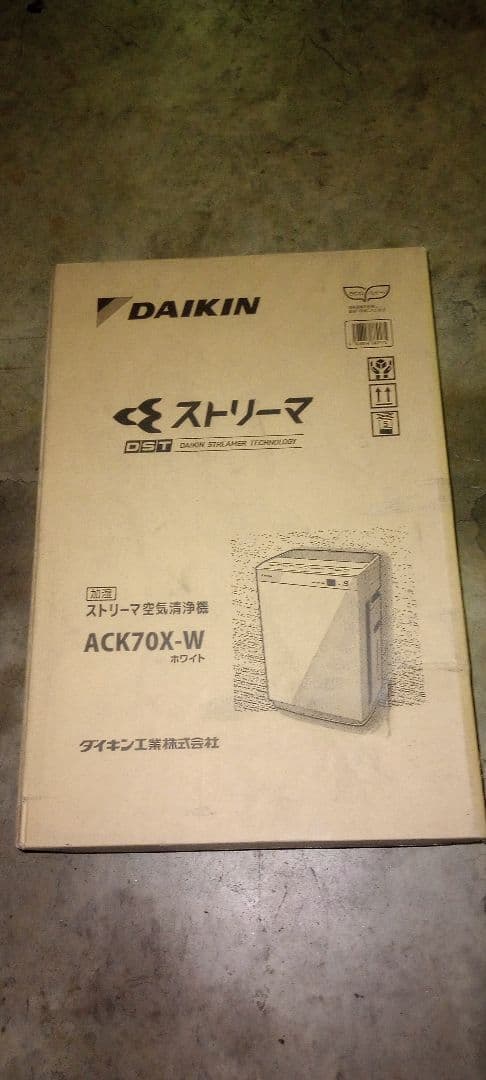 DAIKIN
ストリーマ
DST DAIKIN STREAMER TECHNOLOGY
加湿
ストリーマ空気清浄機
ACK70X-W
ホワイト
ダイキン工業株式会社
5